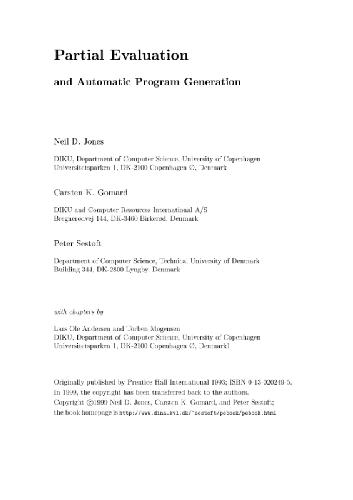 Partial Evaluation
and Automatic Program Generation
Neil D. Jones
DIKU, Department of Computer Science, University of Copenhagen
Universitetsparken 1, DK-2100 Copenhagen Ø, Denmark
Carsten K. Gomard
DIKU and Computer Resources International A/S
Bregnerødvej 144, DK-3460 Birkerød, Denmark
Peter Sestoft
Department of Computer Science, Technical University of Denmark
Building 344, DK-2800 Lyngby, Denmark
with chapters by
Lars Ole Andersen and Torben Mogensen
DIKU, Department of Computer Science, University of Copenhagen
Universitetsparken 1, DK-2100 Copenhagen Ø, Denmark
Originally published by Prentice Hall International 1993; ISBN 0-13-020249-5.
In 1999, the copyright has been transferred back to the authors.
Copyright ©1999 Neil D. Jones, Carsten K. Gomard, and Peter Sestoft;
the book homepage is http://www.dina.kvl.dk/~sestoft/pebook/pebook.html